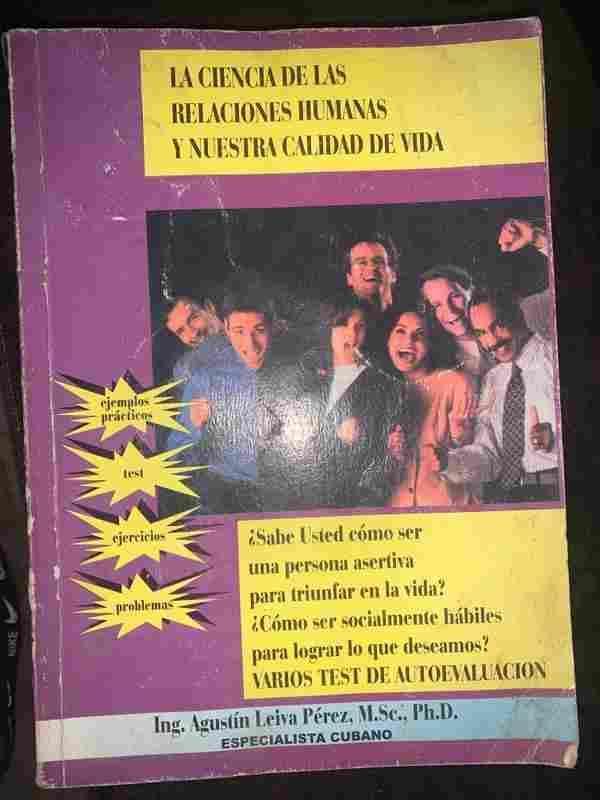 LA CIENCIA DE LAS
RELACIONES HUMANAS
Y NUESTRA CALIDAD DE VIDA
ejemplos
prácticos
test
ejercicios
problemas
¿Sabe Usted cómo ser
una persona asertiva
para triunfar en la vida?
¿Cómo ser socialmente hábiles
para lograr lo que deseamos?
VARIOS TEST DE AUTOEVALUACION
Ing. Agustín Leiva Pérez, M.Sc., Ph.D.
ESPECIALISTA CUBANO
NIKE